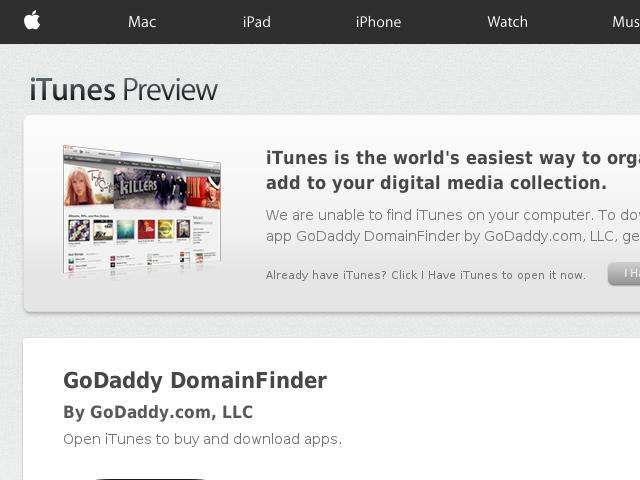 Mac iPad iPhone Watch Mus
iTunes Preview
KILLERS
iTunes is the world's easiest way to orga
add to your digital media collection.
We are unable to find iTunes on your computer. To dow
app GoDaddy DomainFinder by GoDaddy.com, LLC, ge
Already have iTunes? Click I Have iTunes to open it now.
I Ha
GoDaddy DomainFinder
By GoDaddy.com, LLC
Open iTunes to buy and download apps.